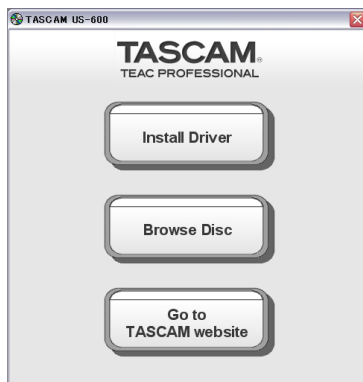 TASCAM US-600
TASCAM®
TEAC PROFESSIONAL
Install Driver
Browse Disc
Go to
TASCAM website